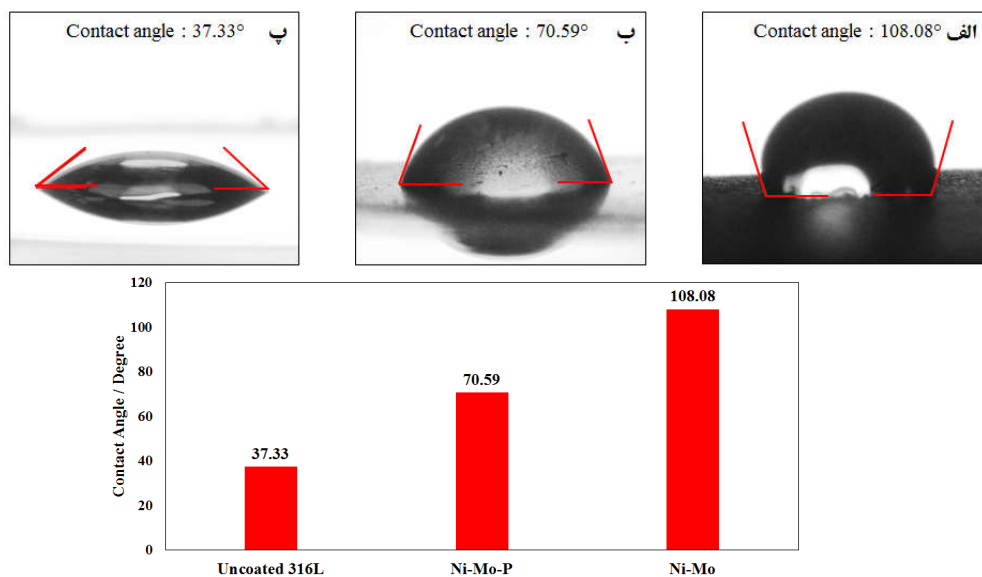 Contact angle : 37.33° پ
Contact angle : 70.59° ب
Contact angle : 108.08° الف
Contact Angle / Degree
120
100
80
60
40
20
0
37.33
70.59
108.08
Uncoated 316L
Ni-Mo-P
Ni-Mo